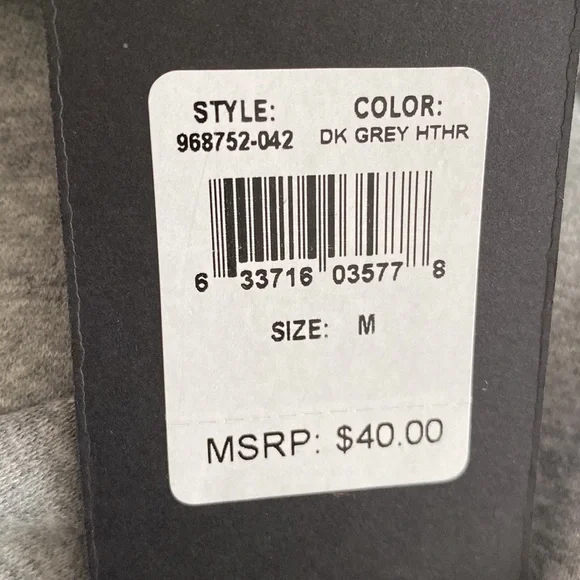 STYLE: COLOR:
968752-042 DK GREY HTHR
6 33716 03577 8
SIZE: M
MSRP: $40.00